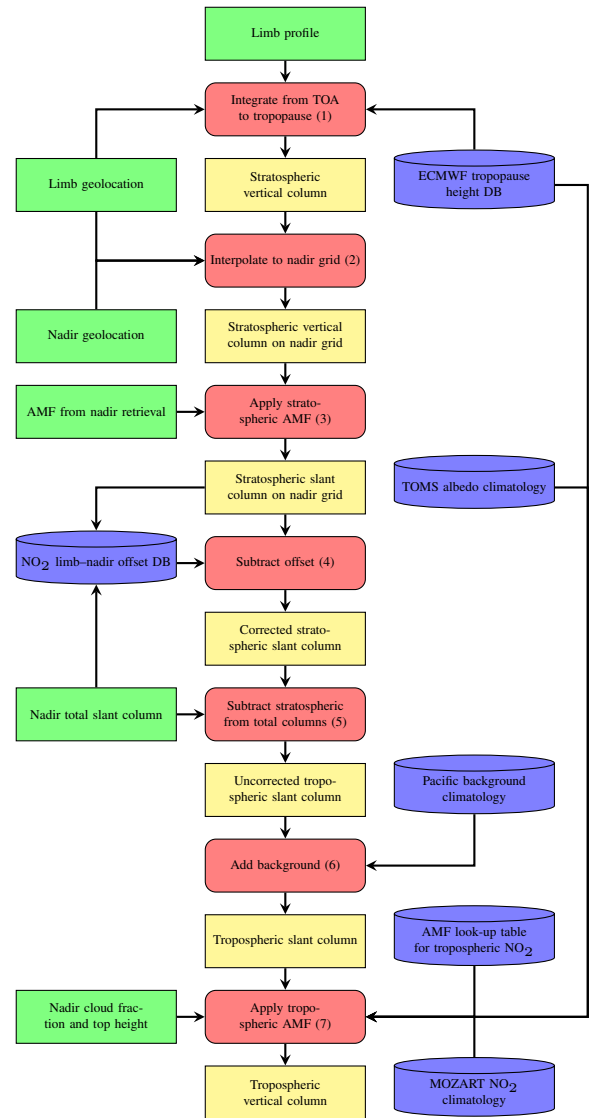 Limb profile
Integrate from TOA
to tropopause (1)
Limb geolocation
Stratospheric
vertical column
ECMWF tropopause
height DB
Interpolate to nadir grid (2)
Nadir geolocation
Stratospheric vertical
column on nadir grid
AMF from nadir retrieval
Apply strato-
spheric AMF (3)
Stratospheric slant
column on nadir grid
TOMS albedo climatology
NO2 limb–nadir offset DB
Subtract offset (4)
Corrected strato-
spheric slant column
Nadir total slant column
Subtract stratospheric
from total columns (5)
Uncorrected tropo-
spheric slant column
Pacific background
climatology
Add background (6)
Tropospheric slant column
AMF look-up table
for tropospheric NO2
Nadir cloud frac-
tion and top height
Apply tropo-
spheric AMF (7)
Tropospheric
vertical column
MOZART NO2
climatology